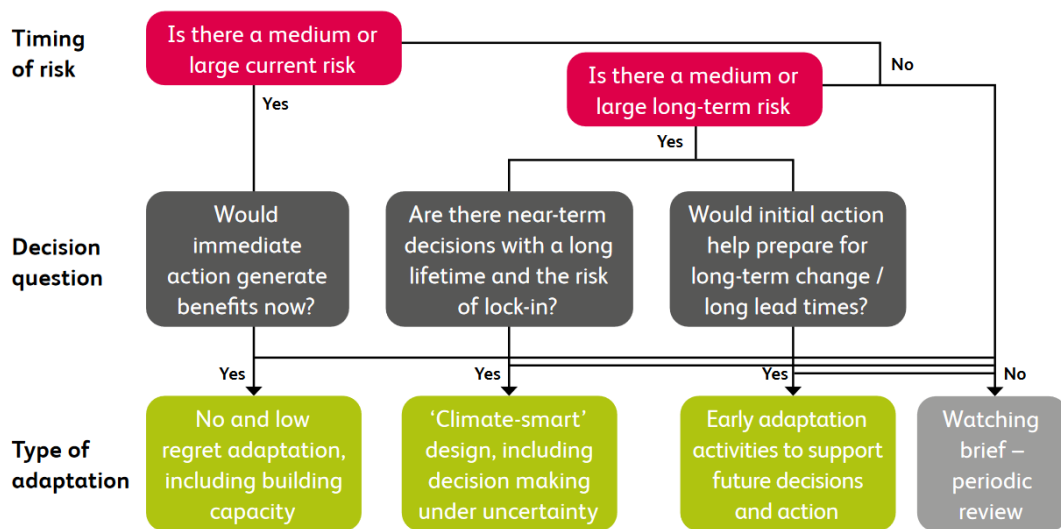 Timing
of risk
Is there a medium or
large current risk
No
Is there a medium or
large long-term risk
Yes
Yes
Decision
question
Would
immediate
action generate
benefits now?
Are there near-term
decisions with a long
lifetime and the risk
of lock-in?
Would initial action
help prepare for
long-term change /
long lead times?
Yes
Yes
Yes
No
Type of
adaptation
No and low
regret adaptation,
including building
capacity
‘Climate-smart’
design, including
decision making
under uncertainty
Early adaptation
activities to support
future decisions
and action
Watching
brief –
periodic
review